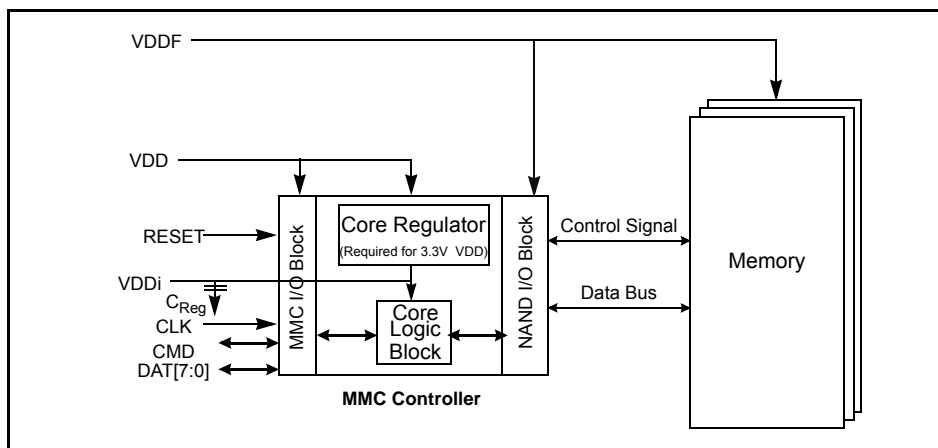 VDDF
VDD
RESET
VDDi
CReg
CLK
CMD
DAT[7:0]
MMC I/O Block
Core Regulator
(Required for 3.3V VDD)
Core
Logic
Block
NAND I/O Block
Control Signal
Data Bus
Memory
MMC Controller